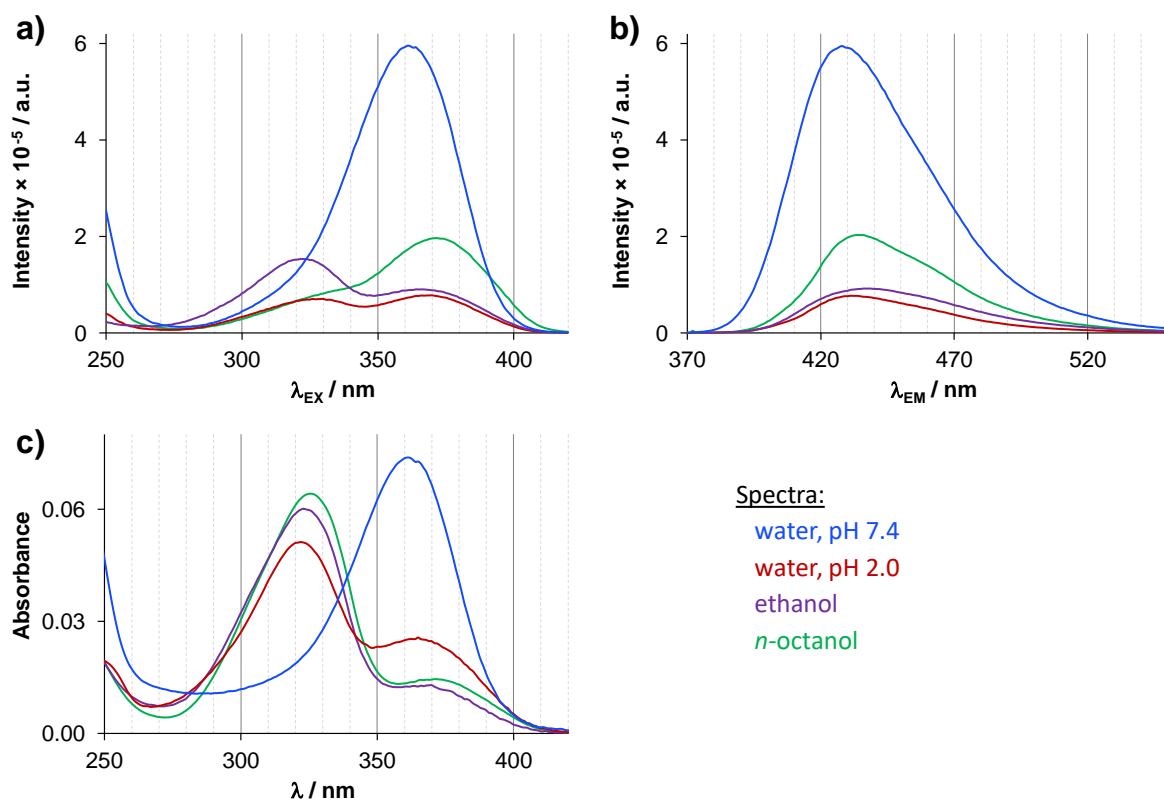 a)
Intensity × 10⁻⁵ / a.u.
6
4
2
0
250 300 350 400
λEX / nm
b)
Intensity × 10⁻⁵ / a.u.
6
4
2
0
370 420 470 520
λEM / nm
c)
Absorbance
0.06
0.03
0.00
250 300 350 400
λ / nm
Spectra:
water, pH 7.4
water, pH 2.0
ethanol
n-octanol